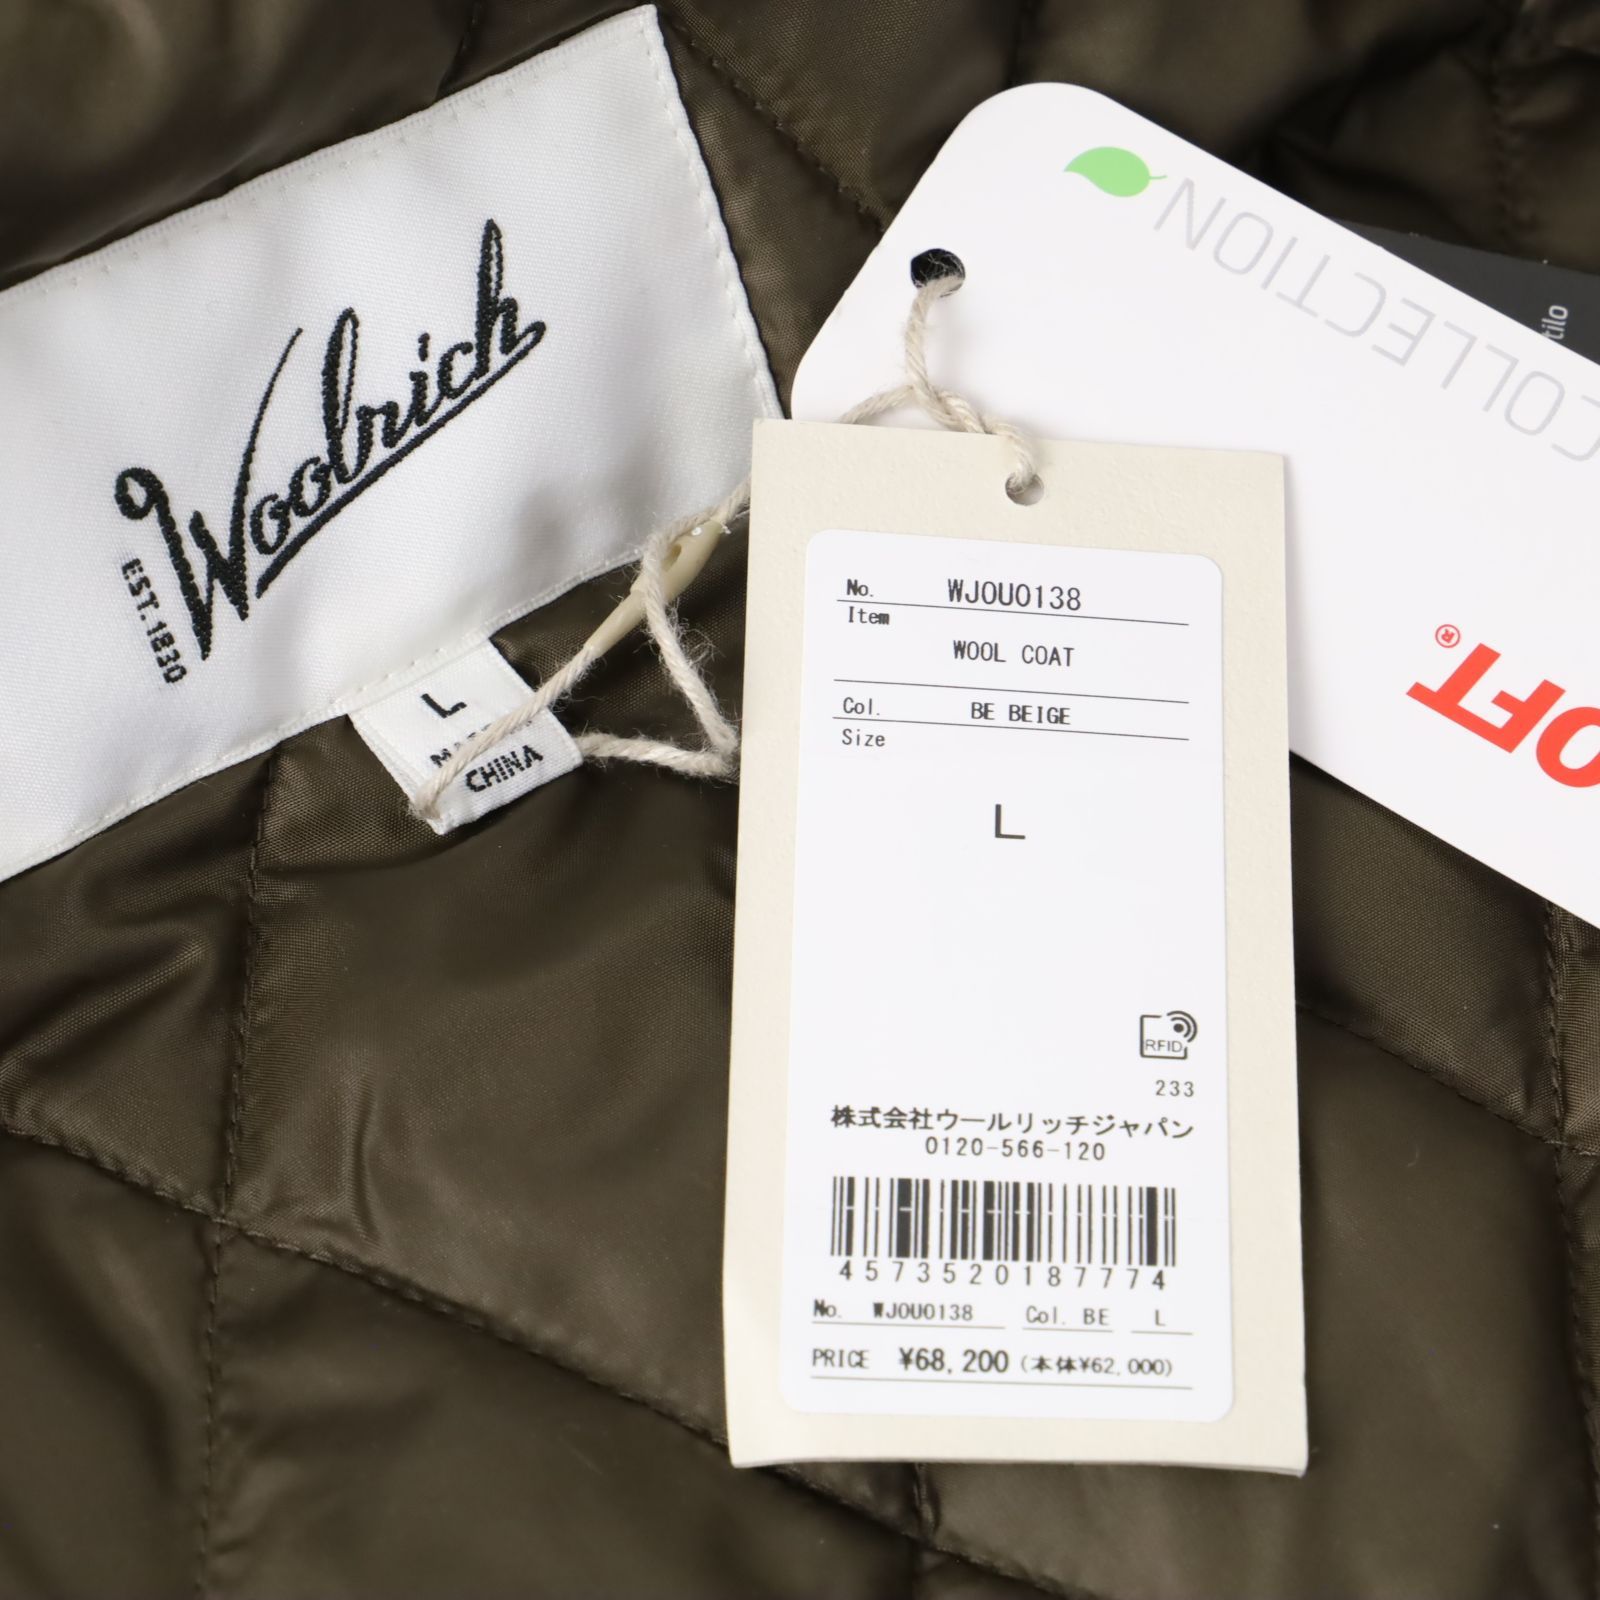 Woolrich
EST.1830
L
CHINA
COLLECTION
tilo
OFT®
No. WJOU0138
Item
WOOL COAT
Col. BE BEIGE
Size
L
RFID
233
株式会社ウールリッチジャパン
0120-566-120
4573520187774
No. WJOU0138 Col. BE L
PRICE ¥68,200 (本体¥62,000)